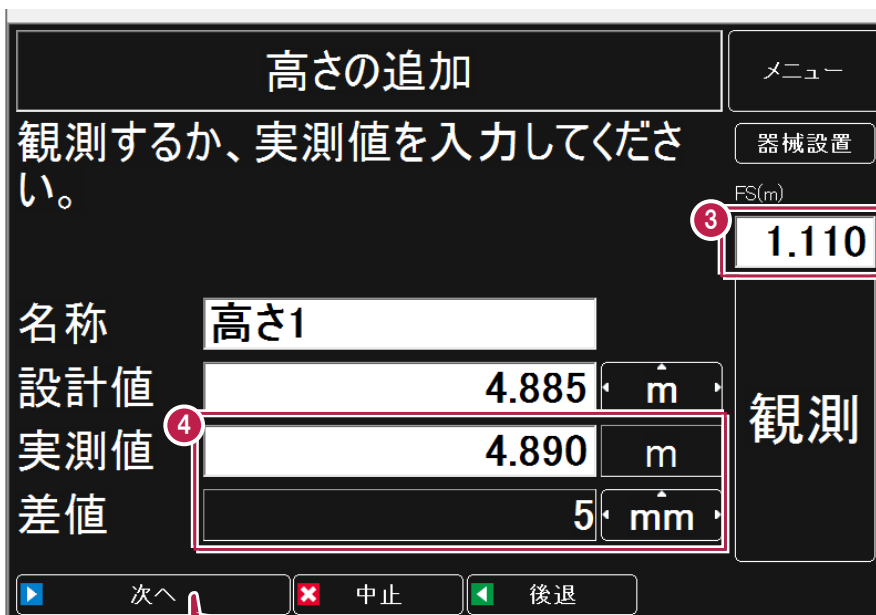 高さの追加
メニュー
観測するか、実測値を入力してくださ
い。
器械設置
FS(m)
3
1.110
名称 高さ1
設計値 4.885 m
4
実測値 4.890 m
差値 5 mm
観測
次へ 中止 後退